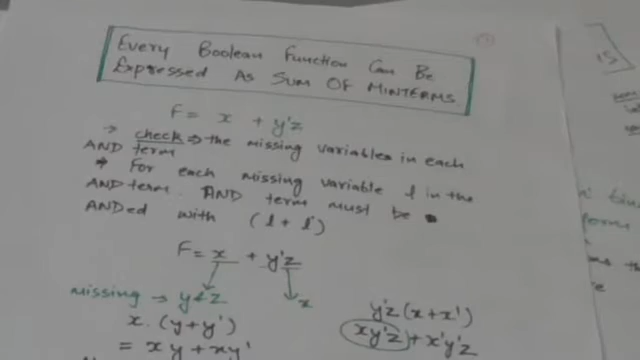 Every Boolean Function Can Be
Expressed As Sum Of MINTERMS
F = x + y'z
→ check ⇒ the missing variables in each
AND term
* For each missing variable l in the
AND term. AND term must be
ANDed with (l + l')
F = x + y'z
missing → y & z
x
x. (y+y')
= xy + xy'
y'z (x+x')
xy'z + x'y'z
15